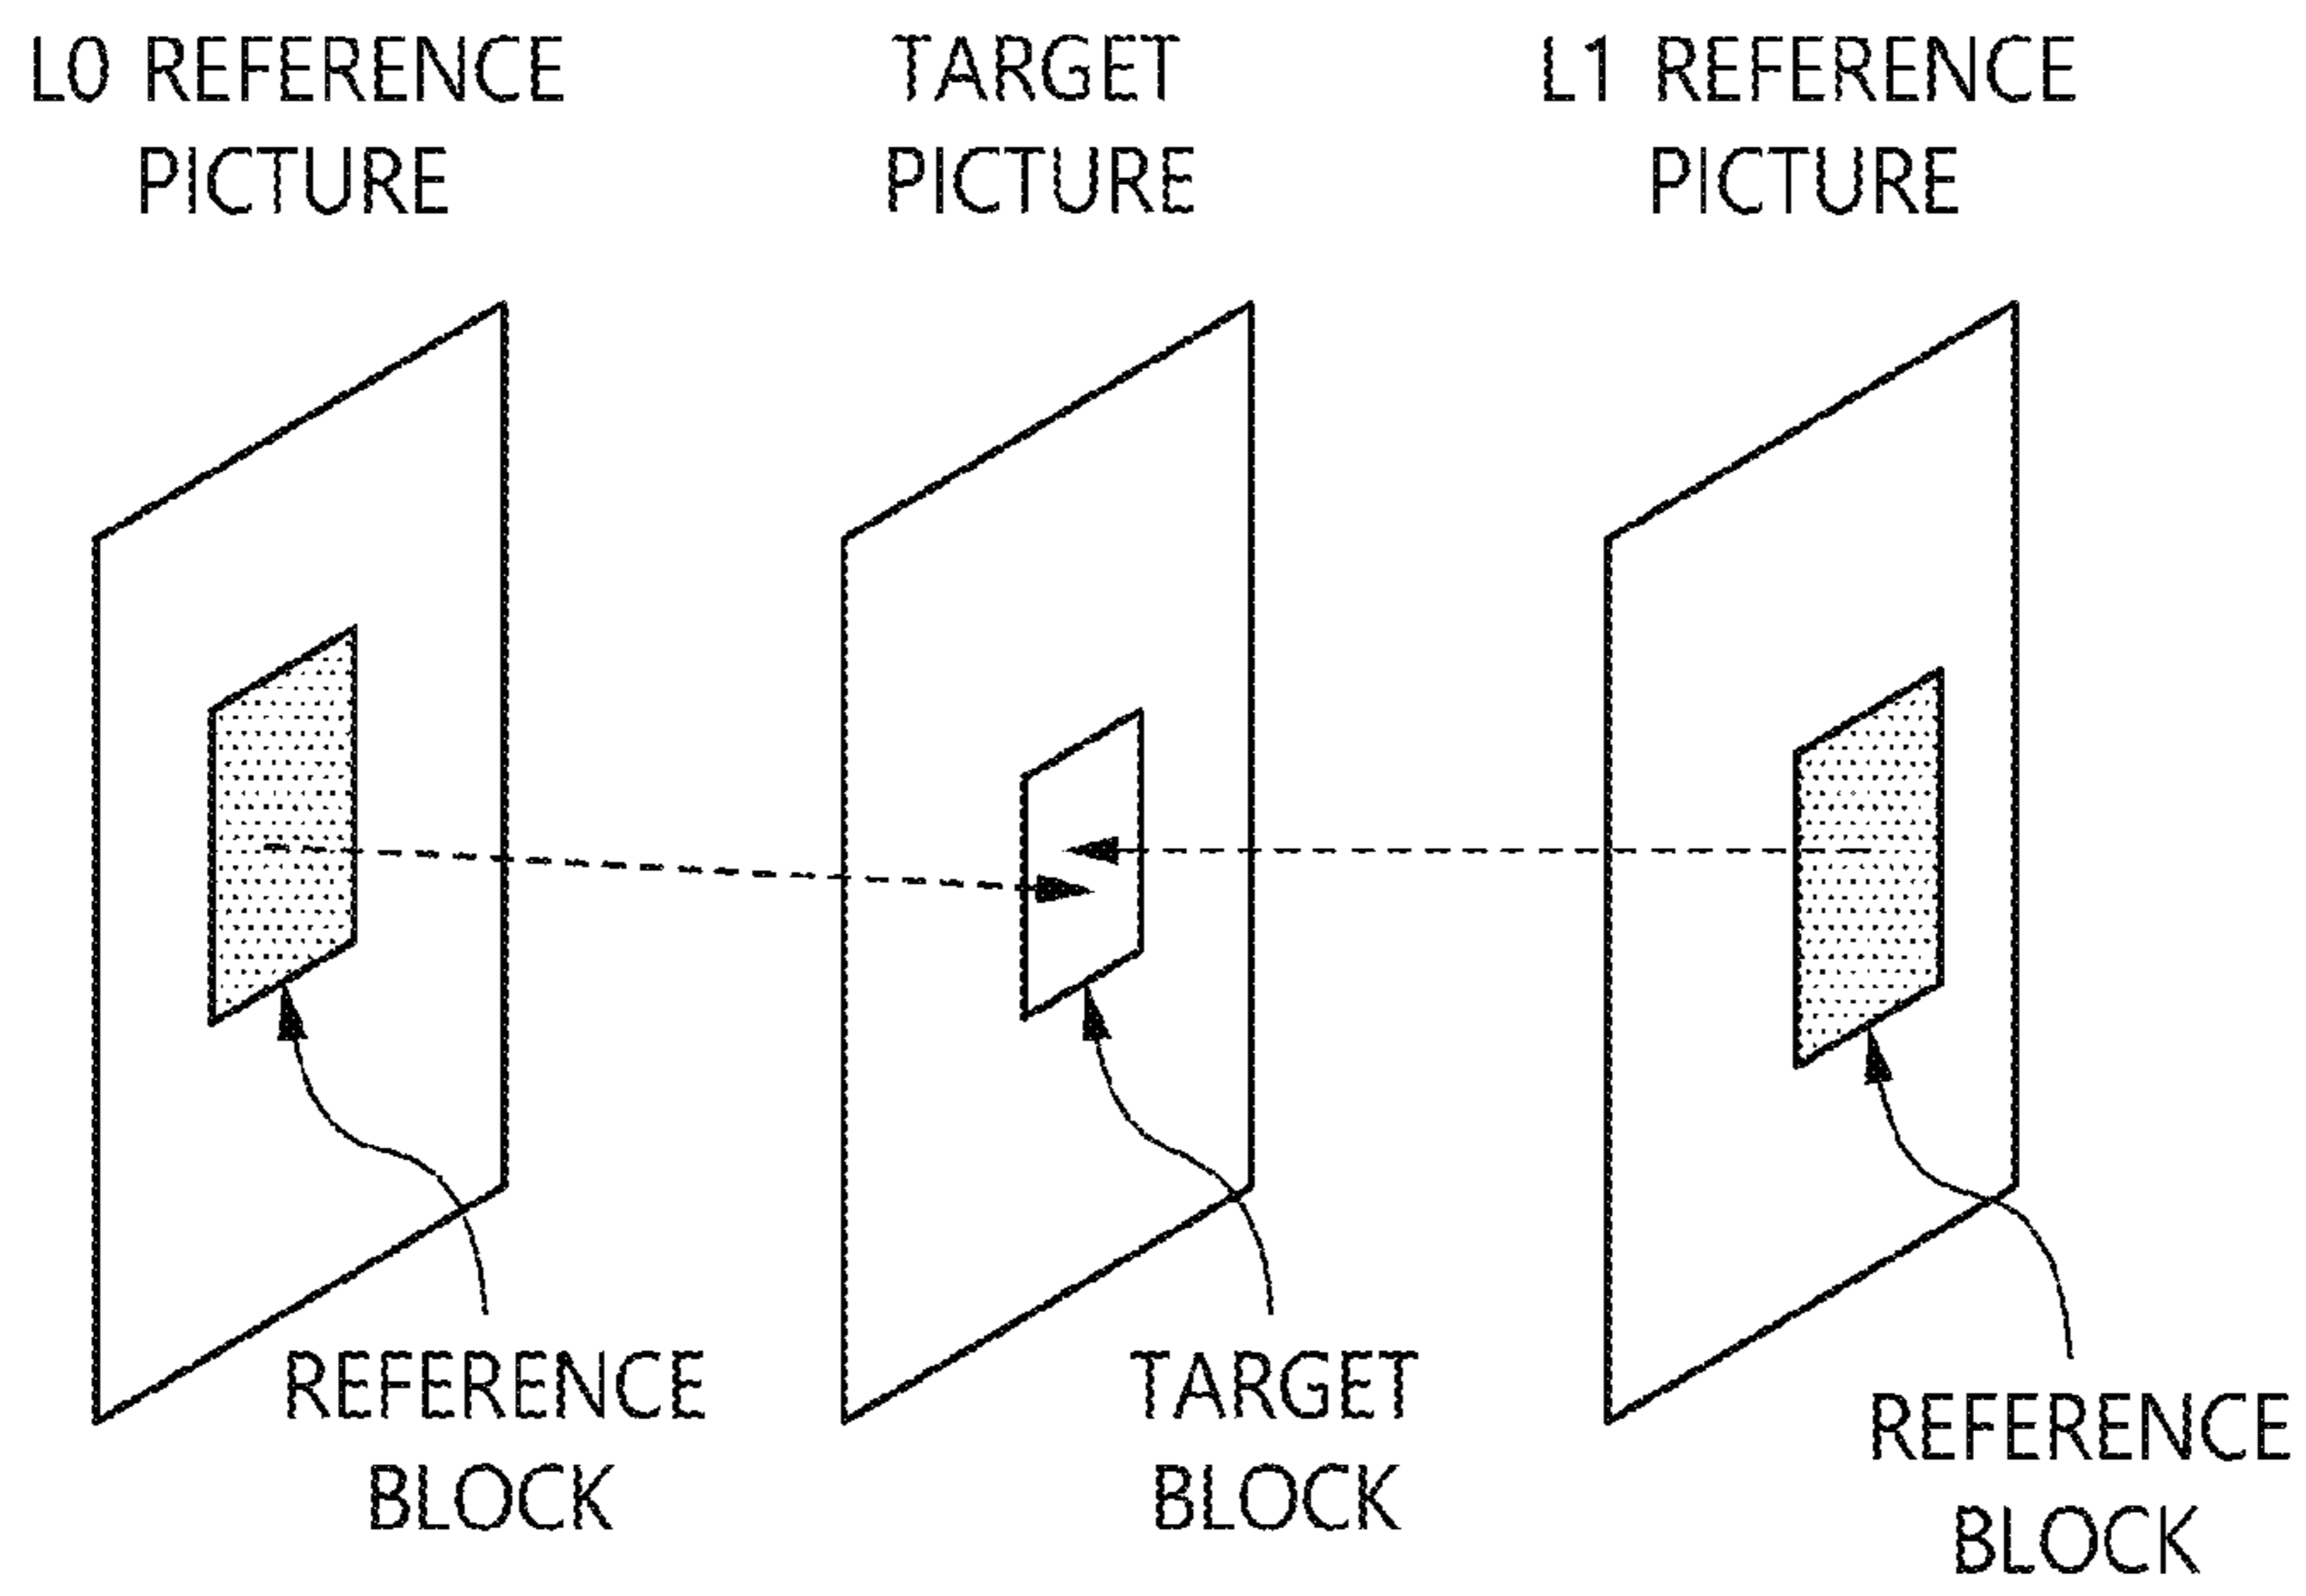 L0 REFERENCE
PICTURE
TARGET
PICTURE
L1 REFERENCE
PICTURE
REFERENCE
BLOCK
TARGET
BLOCK
REFERENCE
BLOCK